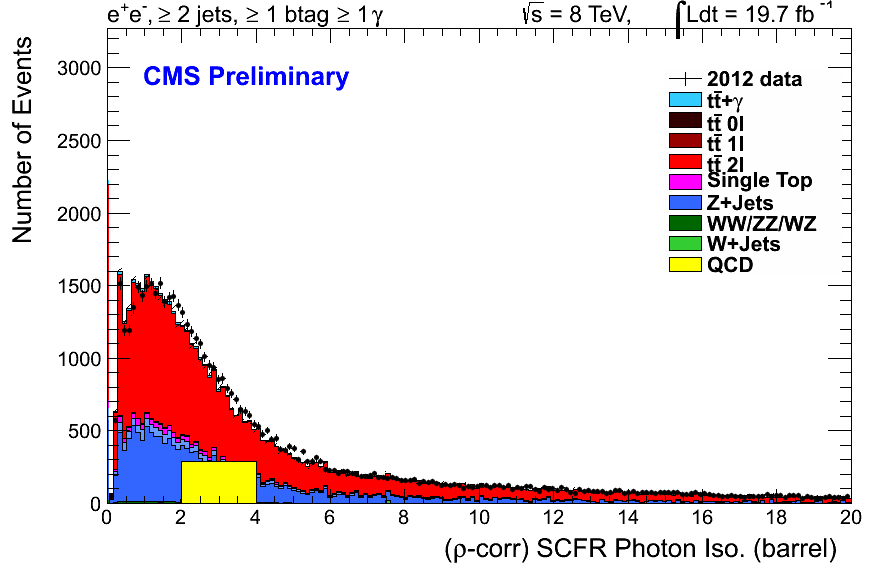 e⁺e⁻, ≥ 2 jets, ≥ 1 btag ≥ 1 γ √s = 8 TeV, ∫Ldt = 19.7 fb⁻¹
CMS Preliminary
Number of Events
3000
2500
2000
1500
1000
500
0
2012 data
tt̄+γ
tt̄ 0l
tt̄ 1l
tt̄ 2l
Single Top
Z+Jets
WW/ZZ/WZ
W+Jets
QCD
0 2 4 6 8 10 12 14 16 18 20
(ρ-corr) SCFR Photon Iso. (barrel)